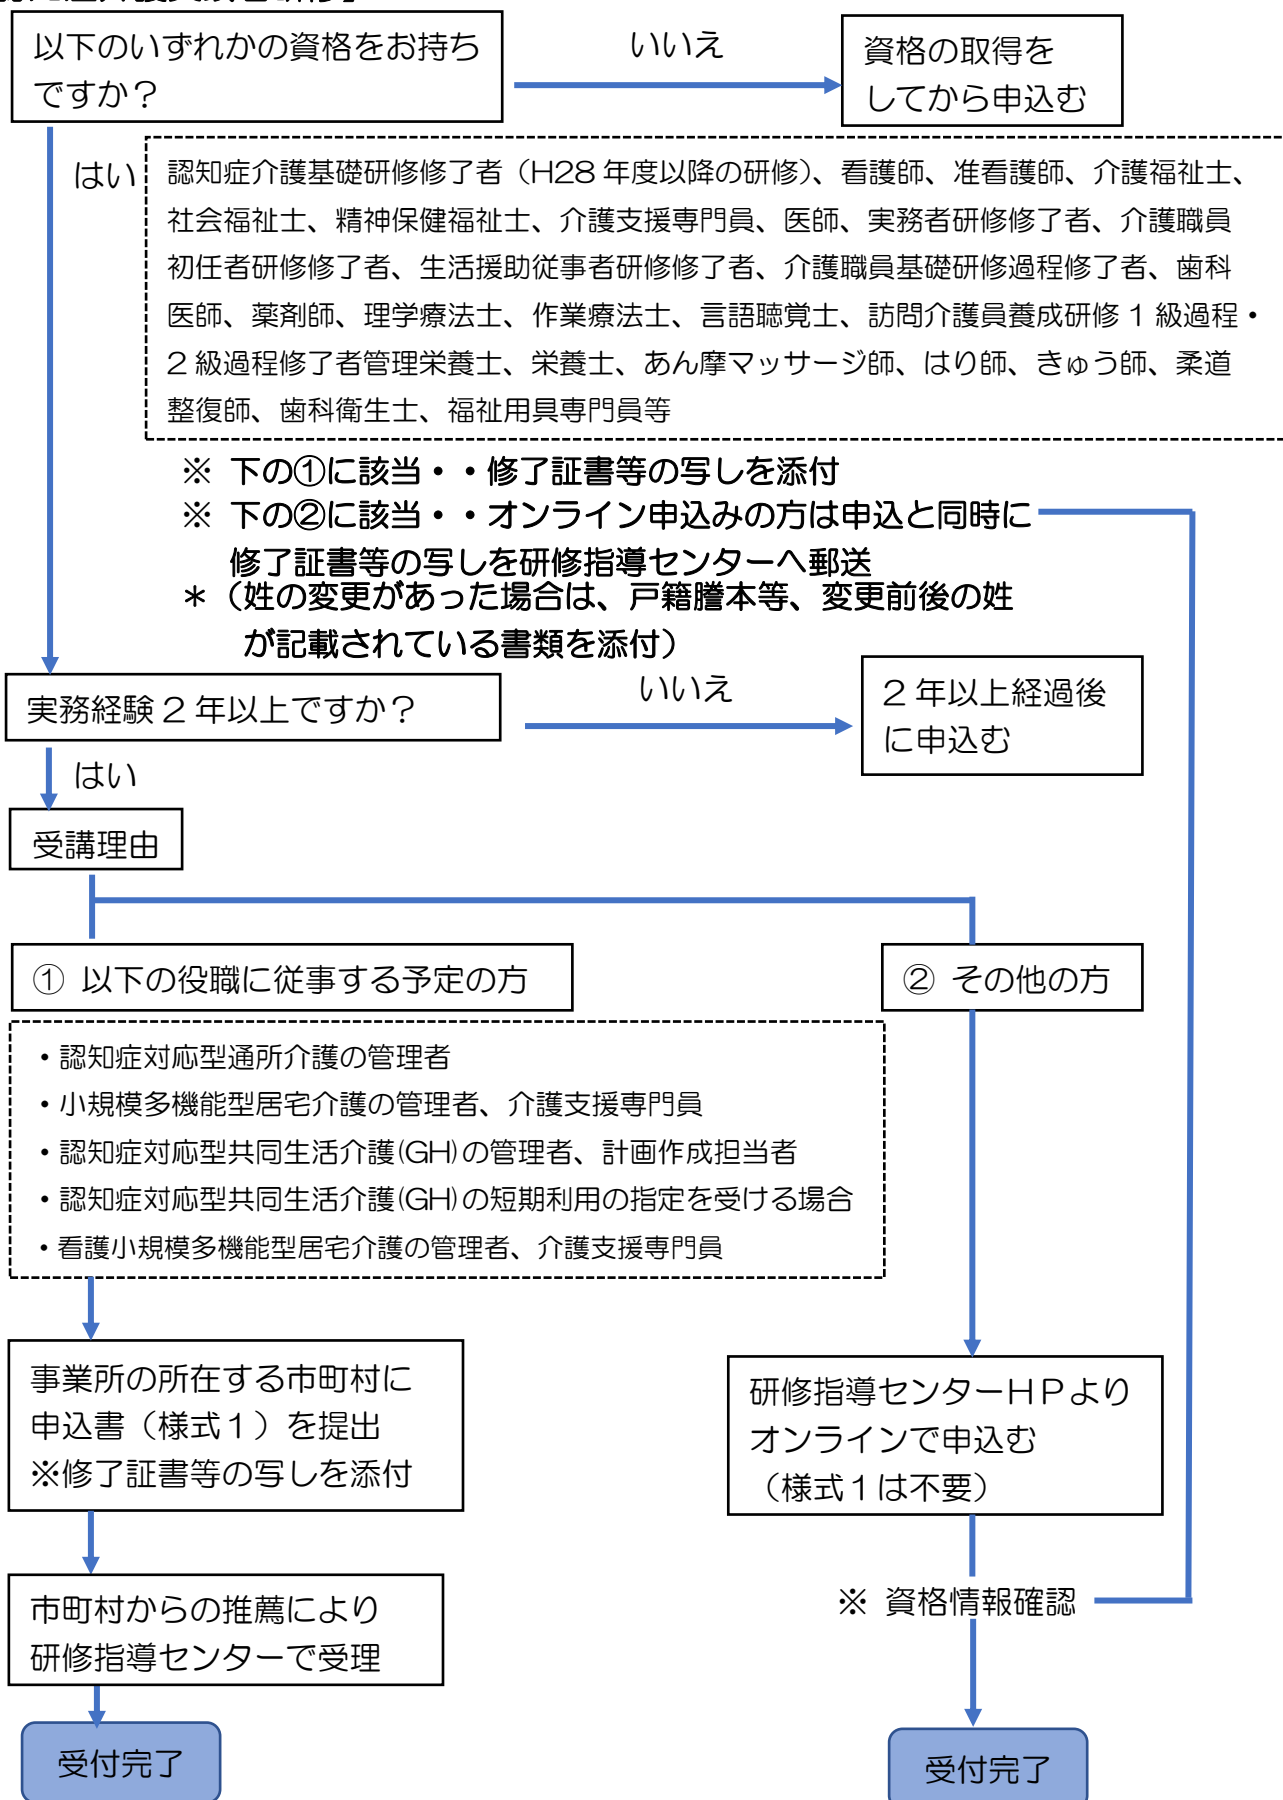 以下のいずれかの資格をお持ち
ですか？
いいえ
資格の取得を
してから申込む
はい
認知症介護基礎研修修了者（H28 年度以降の研修）、看護師、准看護師、介護福祉士、
社会福祉士、精神保健福祉士、介護支援専門員、医師、実務者研修修了者、介護職員
初任者研修修了者、生活援助従事者研修修了者、介護職員基礎研修過程修了者、歯科
医師、薬剤師、理学療法士、作業療法士、言語聴覚士、訪問介護員養成研修 1 級過程・
2 級過程修了者管理栄養士、栄養士、あん摩マッサージ師、はり師、きゅう師、柔道
整復師、歯科衛生士、福祉用具専門員等
※ 下の①に該当・・修了証書等の写しを添付
※ 下の②に該当・・オンライン申込みの方は申込と同時に
修了証書等の写しを研修指導センターへ郵送
＊（姓の変更があった場合は、戸籍謄本等、変更前後の姓
が記載されている書類を添付）
実務経験 2 年以上ですか？
いいえ
2 年以上経過後
に申込む
はい
受講理由
① 以下の役職に従事する予定の方
・認知症対応型通所介護の管理者
・小規模多機能型居宅介護の管理者、介護支援専門員
・認知症対応型共同生活介護(GH)の管理者、計画作成担当者
・認知症対応型共同生活介護(GH)の短期利用の指定を受ける場合
・看護小規模多機能型居宅介護の管理者、介護支援専門員
② その他の方
事業所の所在する市町村に
申込書（様式１）を提出
※修了証書等の写しを添付
市町村からの推薦により
研修指導センターで受理
受付完了
研修指導センターＨＰより
オンラインで申込む
（様式１は不要）
※ 資格情報確認
受付完了